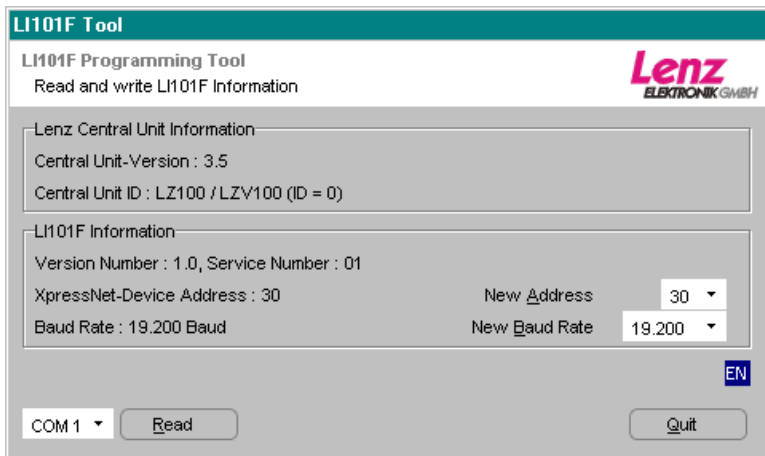 LI101F Tool
LI101F Programming Tool
Read and write LI101F Information
Lenz
ELEKTRONIK GMBH
Lenz Central Unit Information
Central Unit-Version : 3.5
Central Unit ID : LZ100 / LZV100 (ID = 0)
LI101F Information
Version Number : 1.0, Service Number : 01
XpressNet-Device Address : 30 New Address 30
Baud Rate : 19.200 Baud New Baud Rate 19.200
EN
COM 1 Read Quit